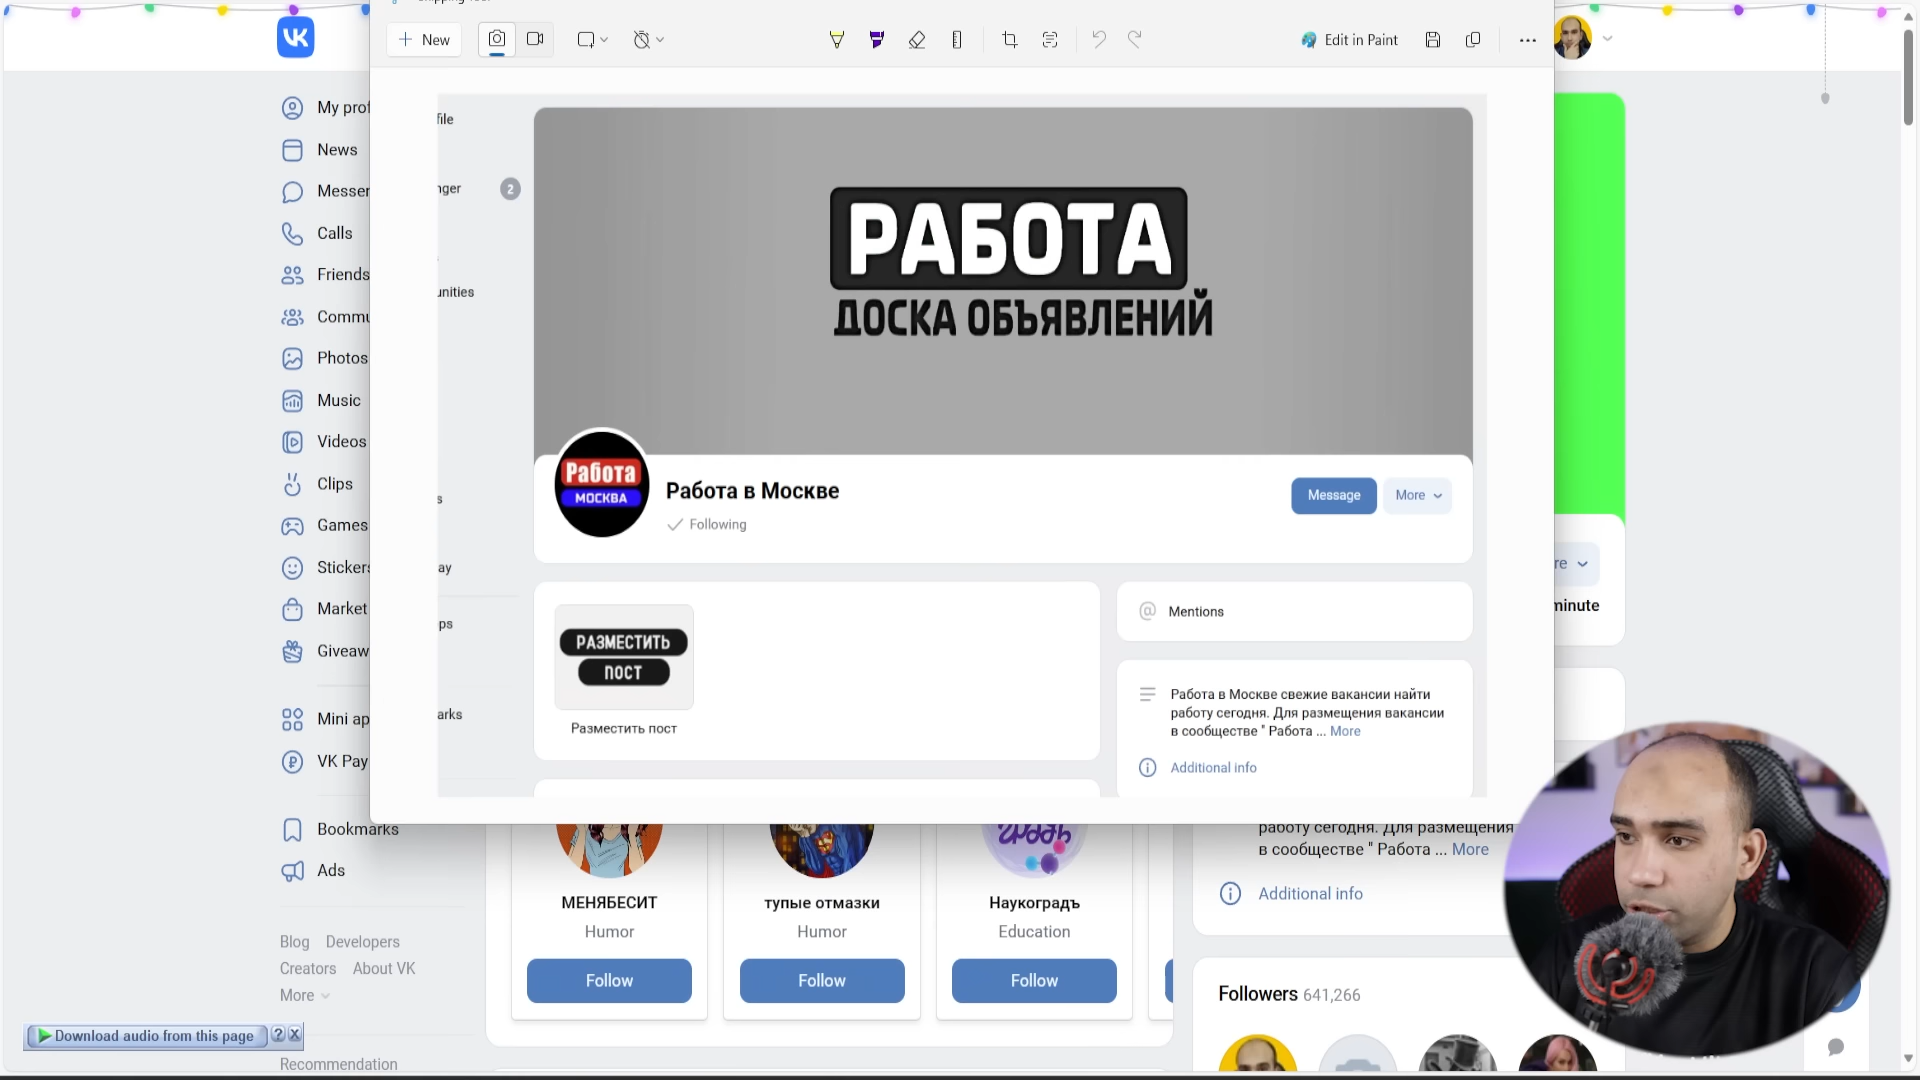 New
Edit in Paint
My prof
News
Messen
Calls
Friends
Commu
Photos
Music
Videos
Clips
Games
Stickers
Market
Giveaw
Mini ap
VK Pay
Bookmarks
Ads
Blog Developers
Creators About VK
More
Download audio from this page ? X
Recommendation
file
nger
2
unities
s
ay
ps
arks
РАБОТА
ДОСКА ОБЪЯВЛЕНИЙ
Работа
МОСКВА
Работа в Москве
Following
Message
More
РАЗМЕСТИТЬ
ПОСТ
Разместить пост
@ Mentions
Работа в Москве свежие вакансии найти
работу сегодня. Для размещения вакансии
в сообществе " Работа ... More
Additional info
re
minute
МЕНЯБЕСИТ
Humor
Follow
тупые отмазки
Humor
Follow
градъ
Наукоградъ
Education
Follow
работу сегодня. Для размещения
в сообществе " Работа ... More
Additional info
Followers 641,266